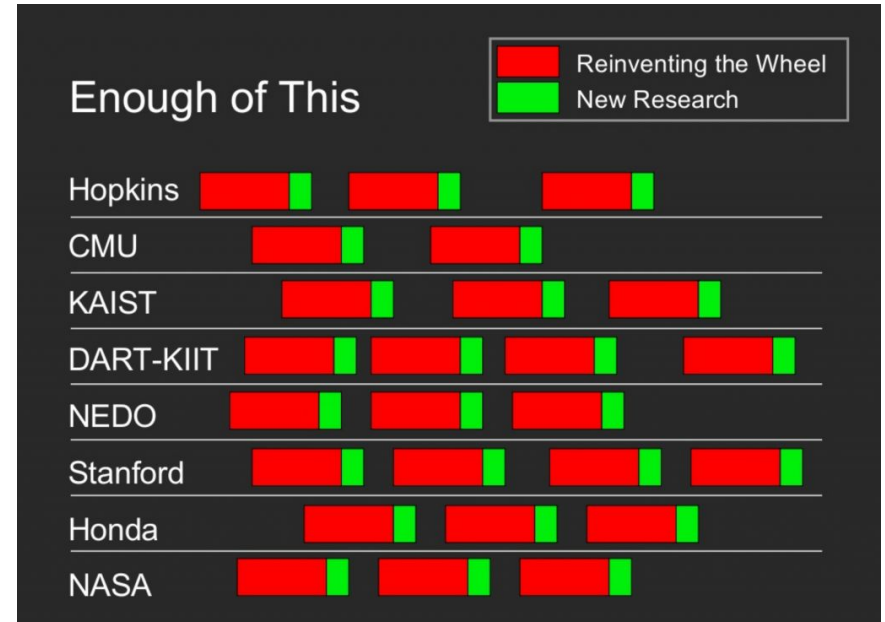 Enough of This
Reinventing the Wheel
New Research
Hopkins
CMU
KAIST
DART-KIIT
NEDO
Stanford
Honda
NASA